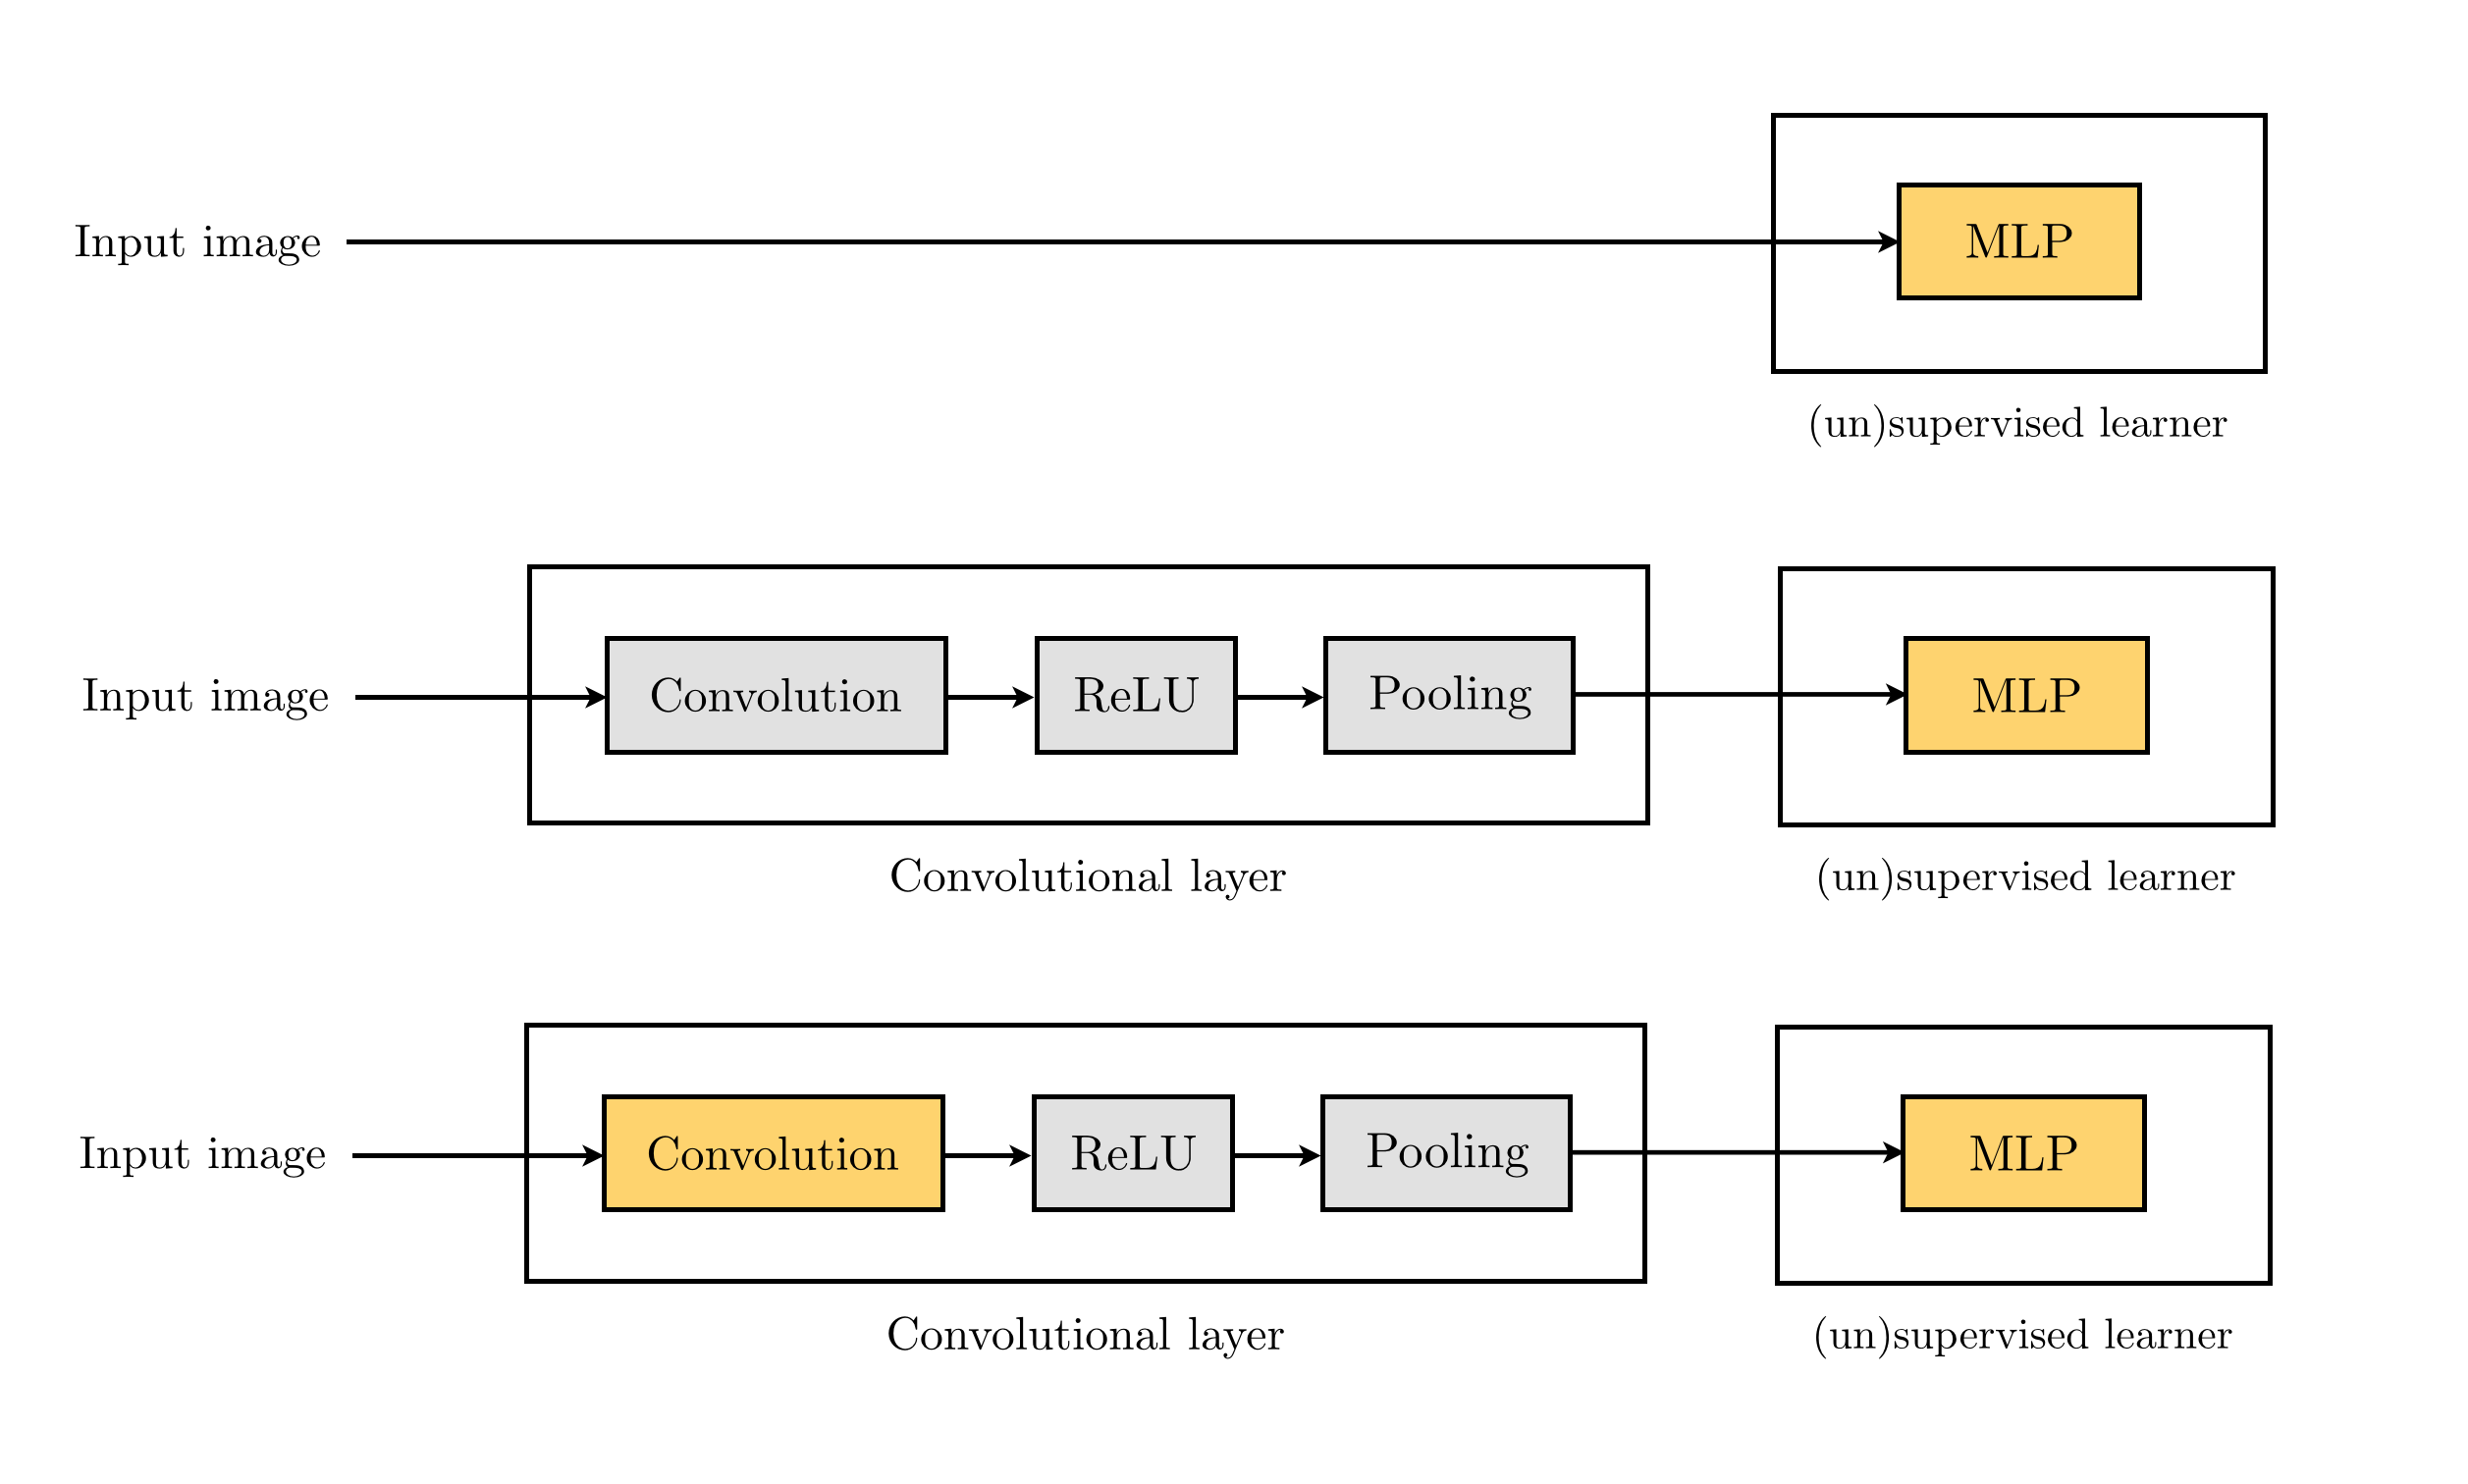 Input image
MLP
(un)supervised learner
Input image
Convolution
ReLU
Pooling
MLP
Convolutional layer
(un)supervised learner
Input image
Convolution
ReLU
Pooling
MLP
Convolutional layer
(un)supervised learner